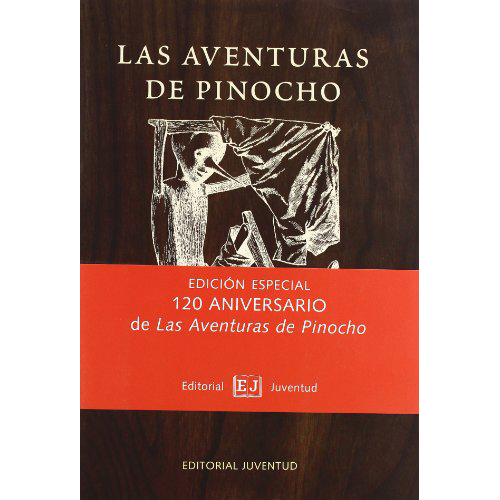 LAS AVENTURAS
DE PINOCHO
EDICIÓN ESPECIAL
120 ANIVERSARIO
de Las Aventuras de Pinocho
Editorial EJ Juventud
EDITORIAL JUVENTUD